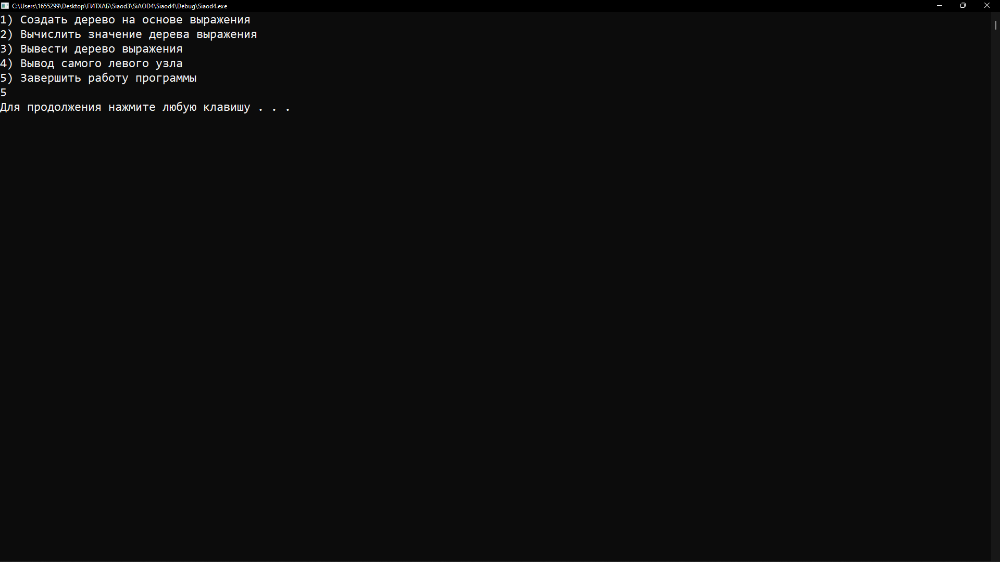 C:\Users\1655299\Desktop\ГИТХАБ\Siaod3\SiAOD4\Siaod4\Debug\Siaod4.exe
1) Создать дерево на основе выражения
2) Вычислить значение дерева выражения
3) Вывести дерево выражения
4) Вывод самого левого узла
5) Завершить работу программы
5
Для продолжения нажмите любую клавишу . . .